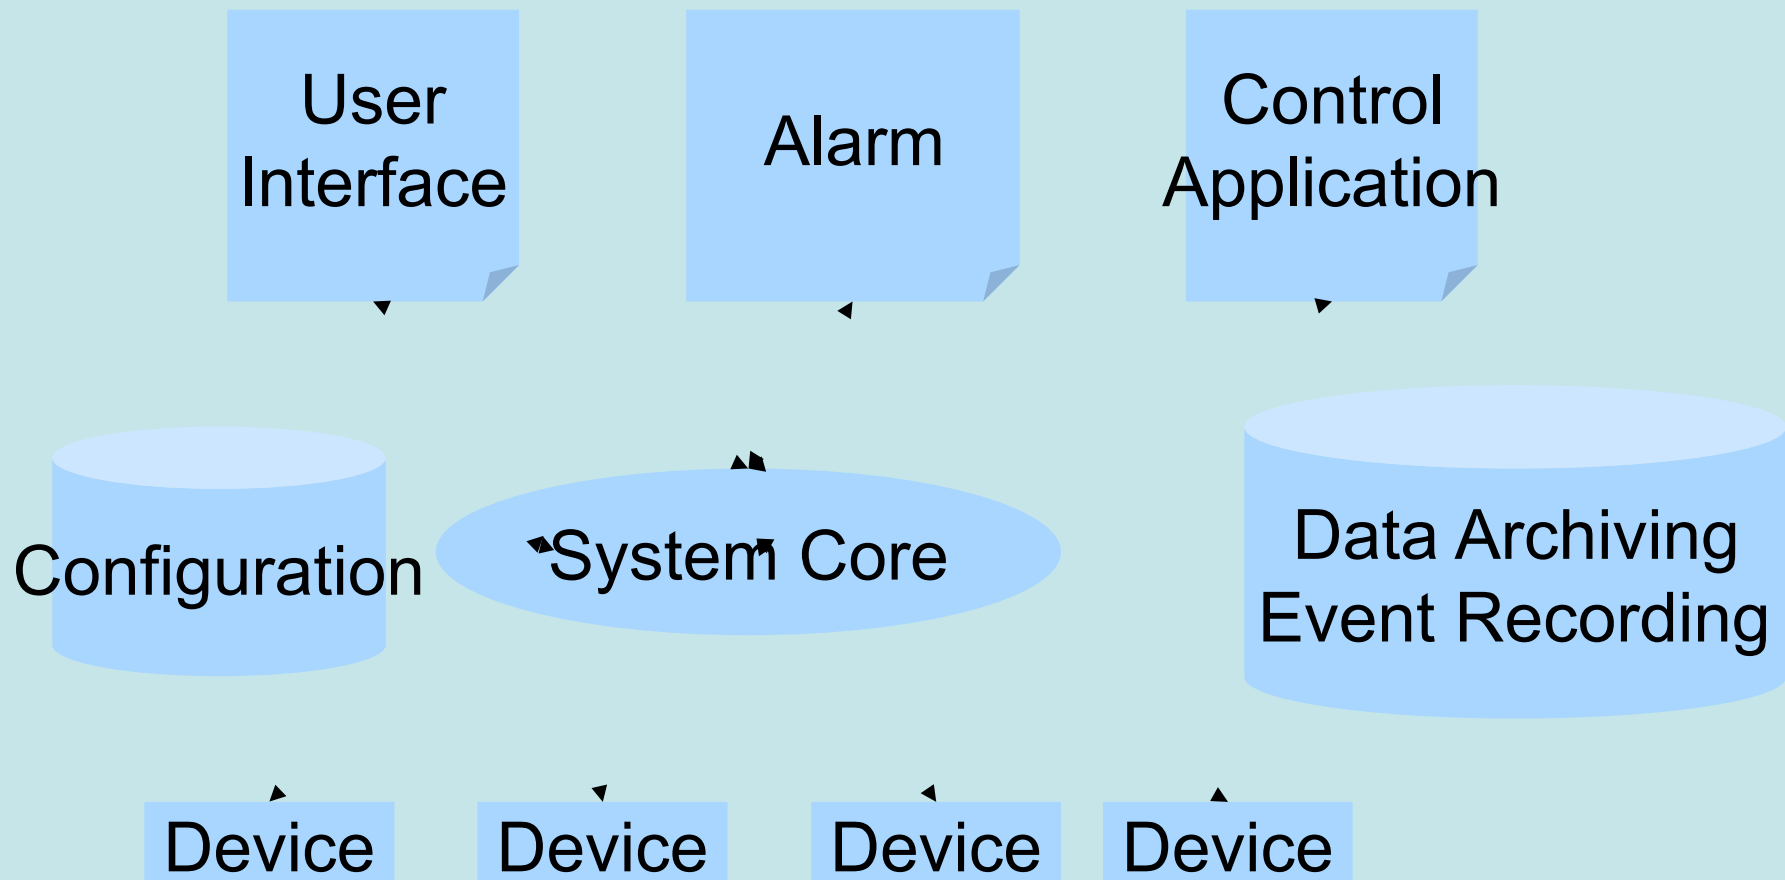 User
Interface
Alarm
Control
Application
Configuration
System Core
Data Archiving
Event Recording
Device
Device
Device
Device